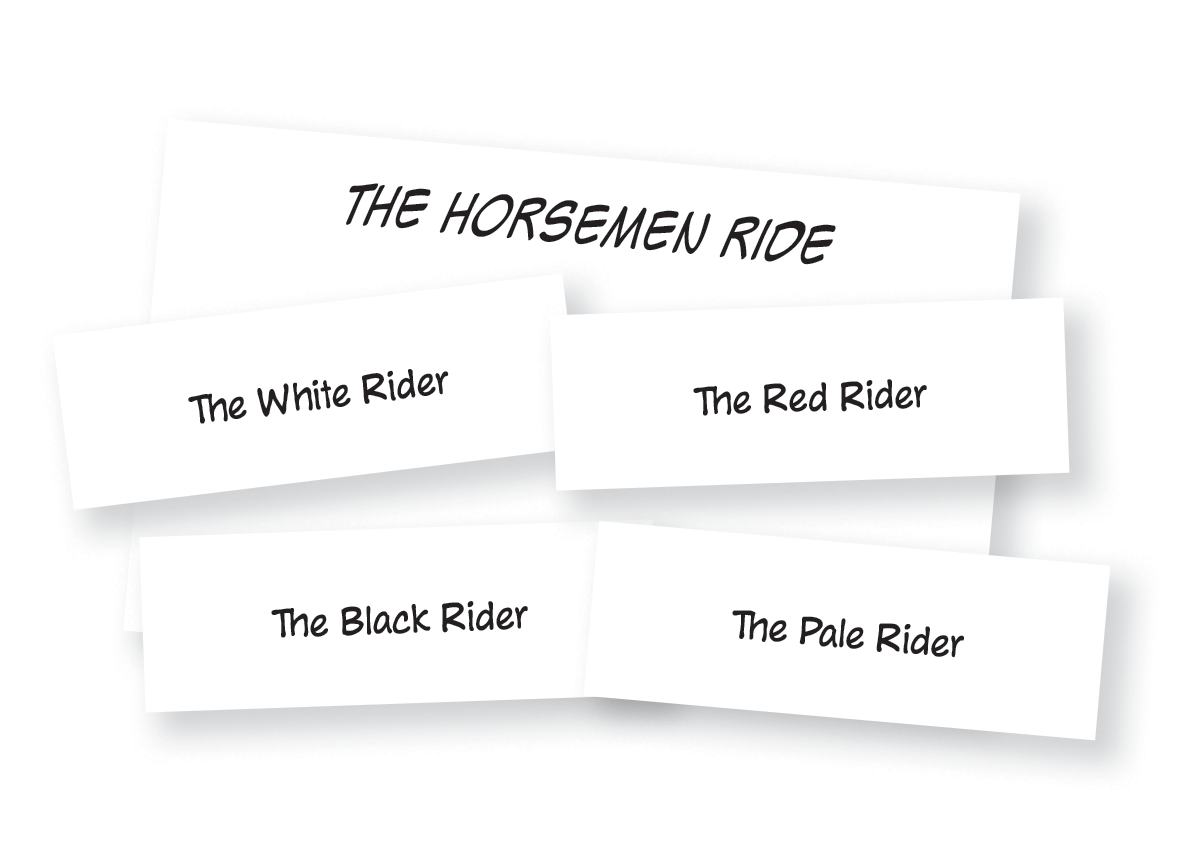 THE HORSEMEN RIDE
The White Rider
The Red Rider
The Black Rider
The Pale Rider